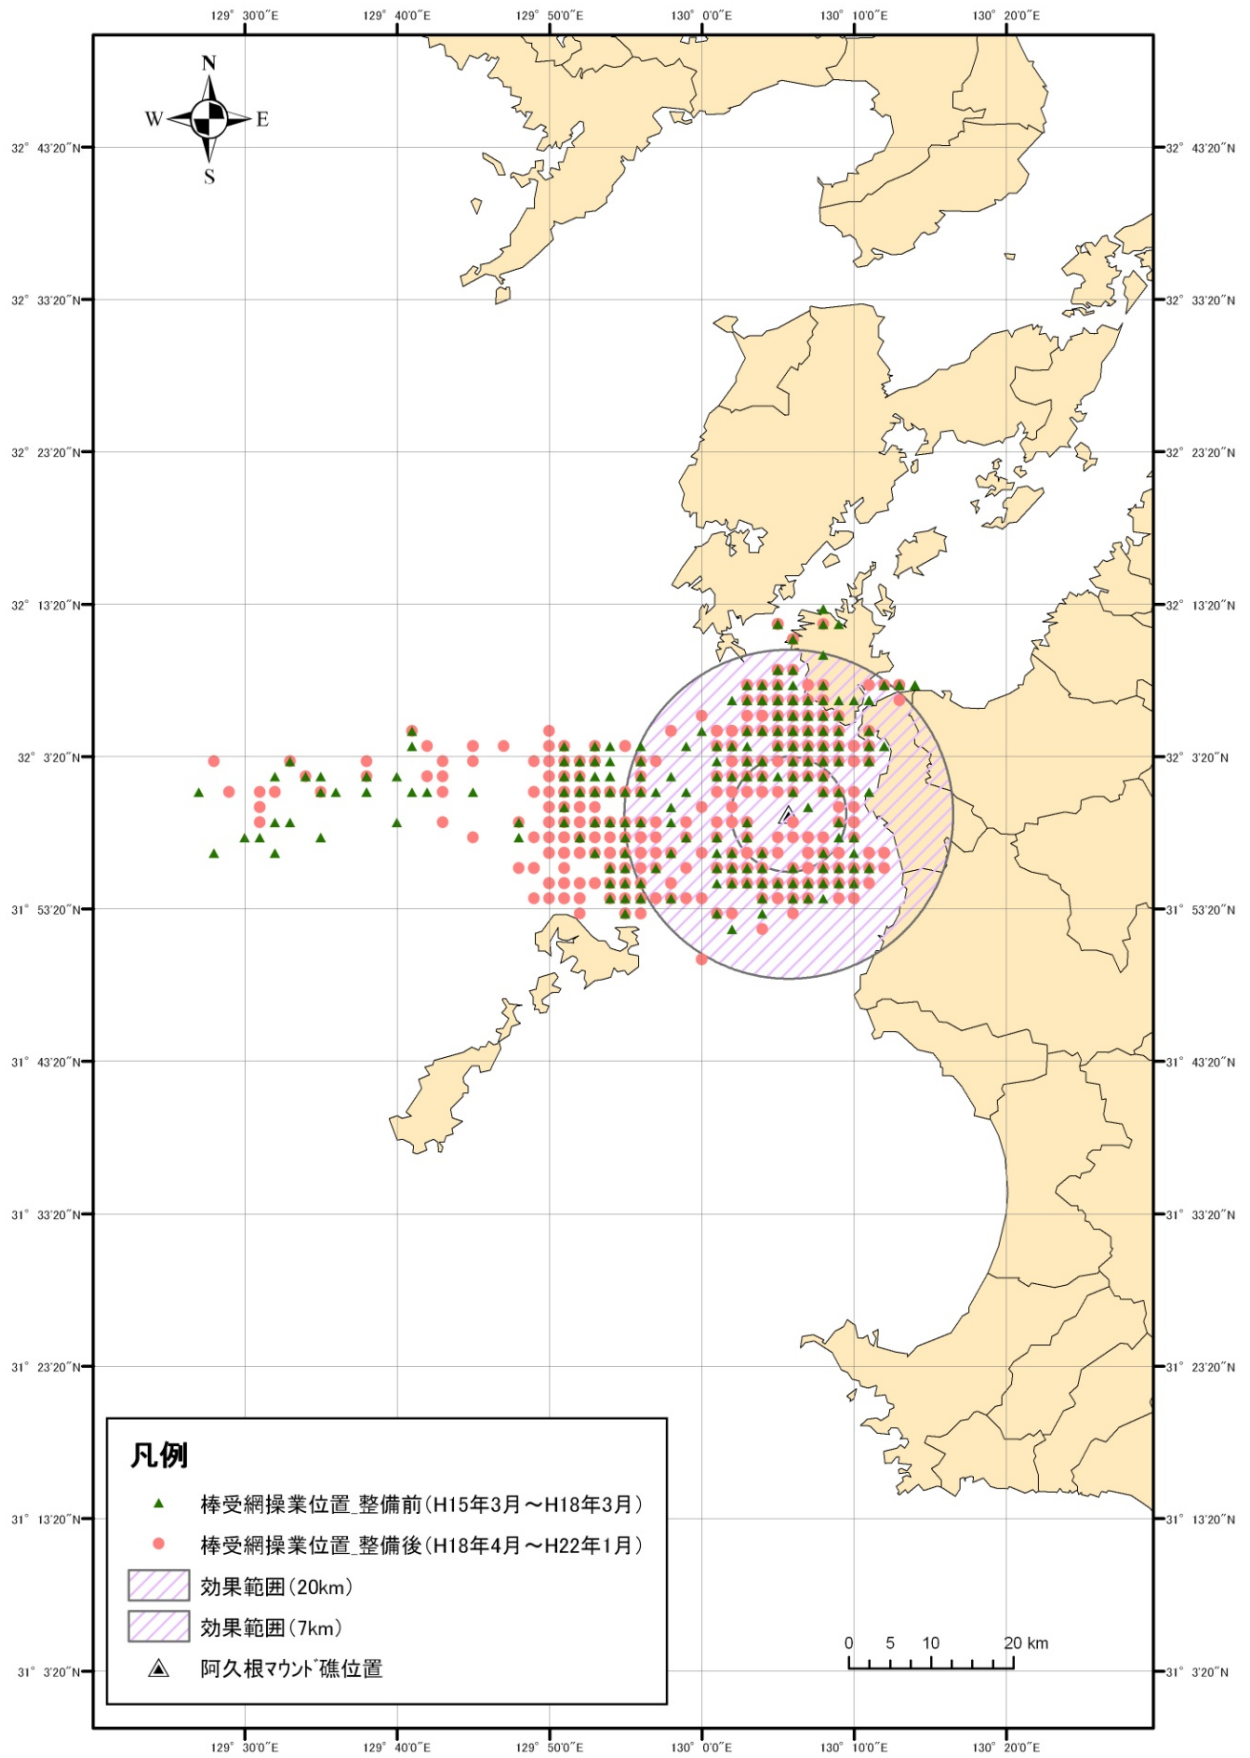 129° 30'0"E 129° 40'0"E 129° 50'0"E 130° 0'0"E 130° 10'0"E 130° 20'0"E
N
W E
S
32° 43'20"N 32° 43'20"N
32° 33'20"N 32° 33'20"N
32° 23'20"N 32° 23'20"N
32° 13'20"N 32° 13'20"N
32° 3'20"N 32° 3'20"N
31° 53'20"N 31° 53'20"N
31° 43'20"N 31° 43'20"N
31° 33'20"N 31° 33'20"N
31° 23'20"N 31° 23'20"N
凡例
棒受網操業位置_整備前(H15年3月～H18年3月)
31° 13'20"N 31° 13'20"N
棒受網操業位置_整備後(H18年4月～H22年1月)
効果範囲(20km)
効果範囲(7km)
0 5 10 20 km
阿久根マウンド礁位置
31° 3'20"N 31° 3'20"N
129° 30'0"E 129° 40'0"E 129° 50'0"E 130° 0'0"E 130° 10'0"E 130° 20'0"E